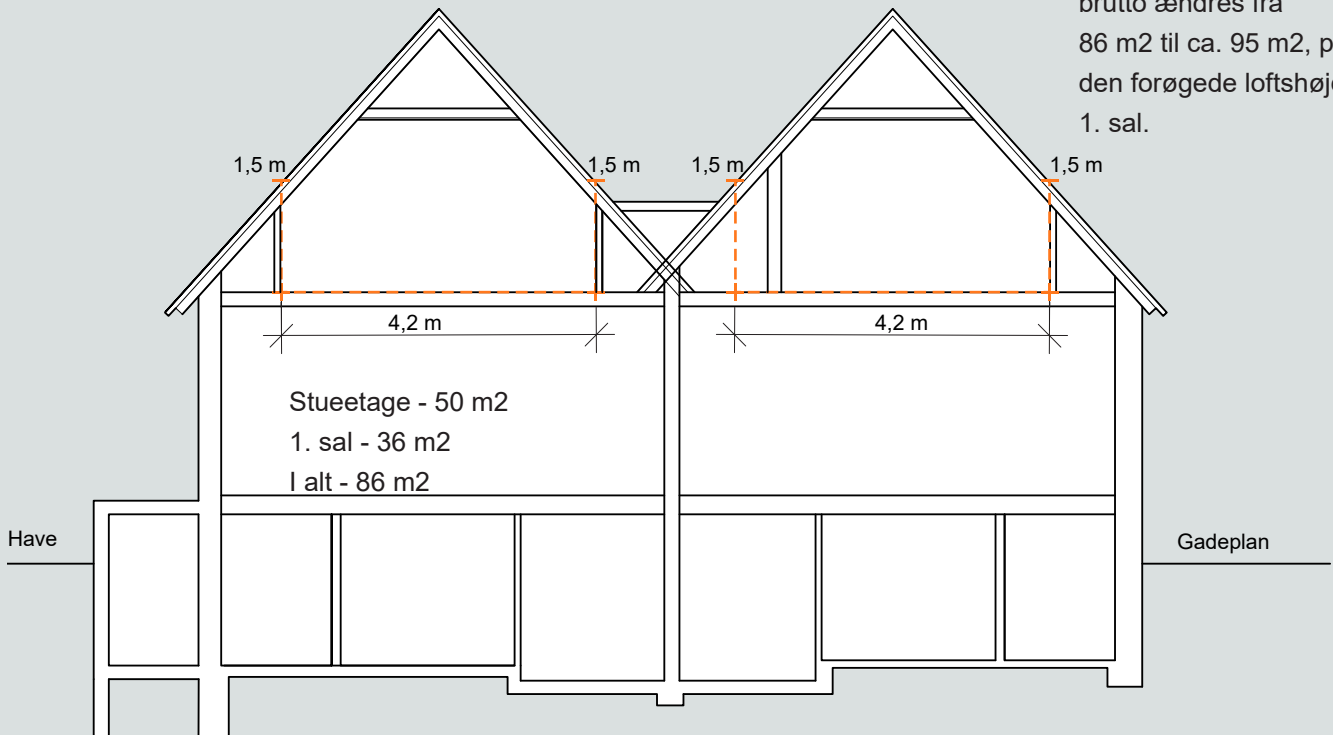 brutto ændres fra
86 m2 til ca. 95 m2, p
den forøgede loftshøj
1. sal.
1,5 m
1,5 m
1,5 m
1,5 m
4,2 m
4,2 m
Stueetage - 50 m2
1. sal - 36 m2
I alt - 86 m2
Have
Gadeplan